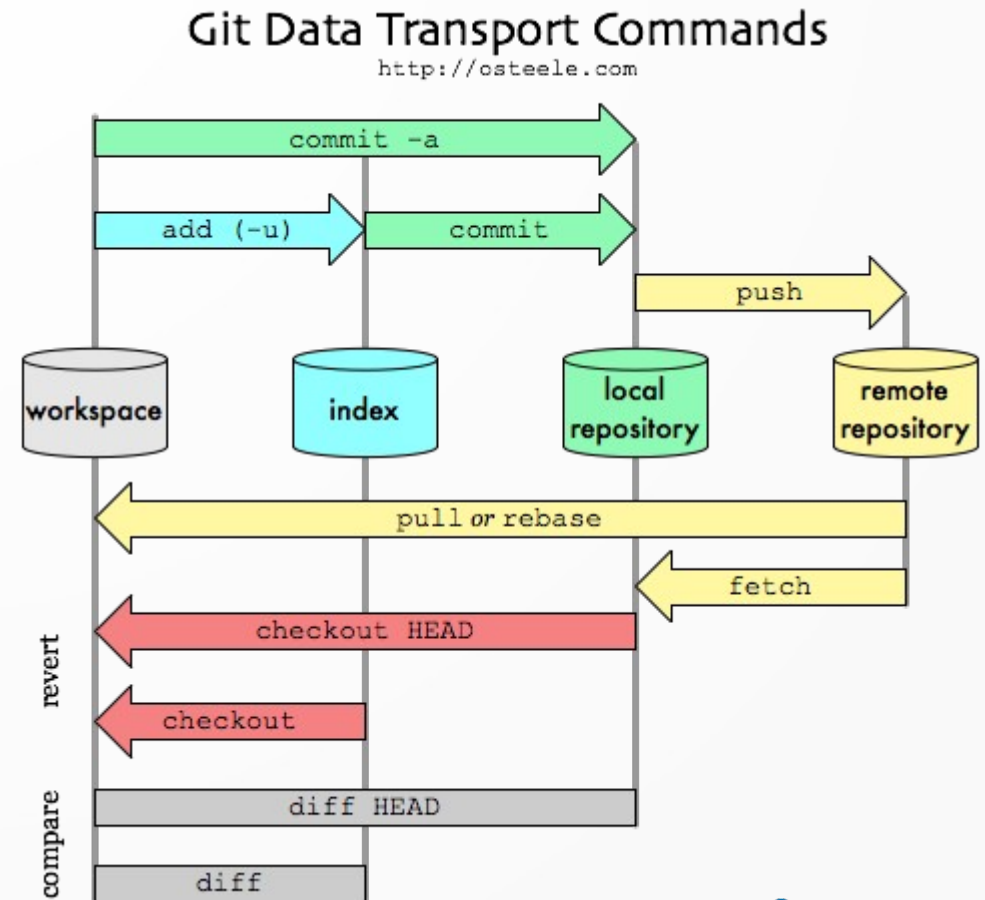 Git Data Transport Commands
http://osteele.com
commit -a
add (-u)
commit
push
workspace
index
local
repository
remote
repository
pull or rebase
fetch
revert
checkout HEAD
checkout
compare
diff HEAD
diff